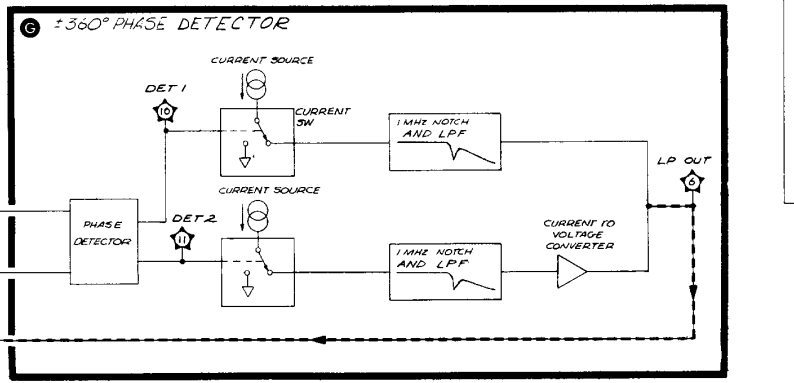 G ±360° PHASE DETECTOR
CURRENT SOURCE
DET 1
10
CURRENT
SW
1 MHZ NOTCH
AND LPF
LP OUT
6
CURRENT SOURCE
PHASE
DETECTOR
DET 2
11
CURRENT TO
VOLTAGE
CONVERTER
1 MHZ NOTCH
AND LPF